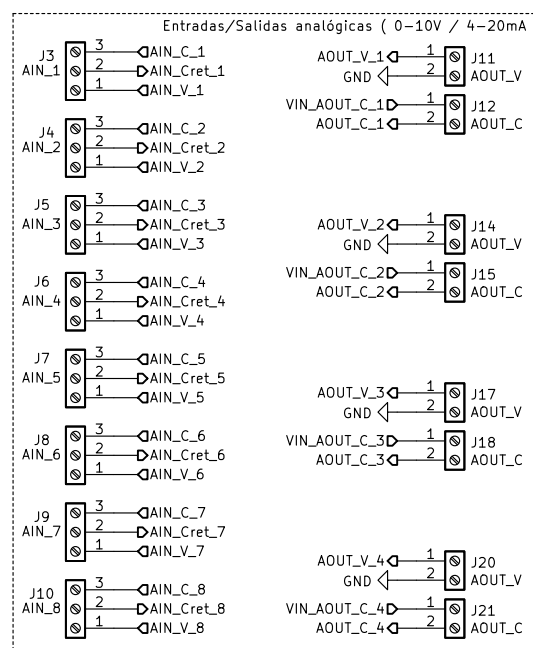 Entradas/Salidas analógicas ( 0-10V / 4-20mA
J3
AIN_1
3 AIN_C_1
2 AIN_Cret_1
1 AIN_V_1
J4
AIN_2
3 AIN_C_2
2 AIN_Cret_2
1 AIN_V_2
J5
AIN_3
3 AIN_C_3
2 AIN_Cret_3
1 AIN_V_3
J6
AIN_4
3 AIN_C_4
2 AIN_Cret_4
1 AIN_V_4
J7
AIN_5
3 AIN_C_5
2 AIN_Cret_5
1 AIN_V_5
J8
AIN_6
3 AIN_C_6
2 AIN_Cret_6
1 AIN_V_6
J9
AIN_7
3 AIN_C_7
2 AIN_Cret_7
1 AIN_V_7
J10
AIN_8
3 AIN_C_8
2 AIN_Cret_8
1 AIN_V_8
AOUT_V_1 1 J11
GND 2 AOUT_V
VIN_AOUT_C_1 1 J12
AOUT_C_1 2 AOUT_C
AOUT_V_2 1 J14
GND 2 AOUT_V
VIN_AOUT_C_2 1 J15
AOUT_C_2 2 AOUT_C
AOUT_V_3 1 J17
GND 2 AOUT_V
VIN_AOUT_C_3 1 J18
AOUT_C_3 2 AOUT_C
AOUT_V_4 1 J20
GND 2 AOUT_V
VIN_AOUT_C_4 1 J21
AOUT_C_4 2 AOUT_C